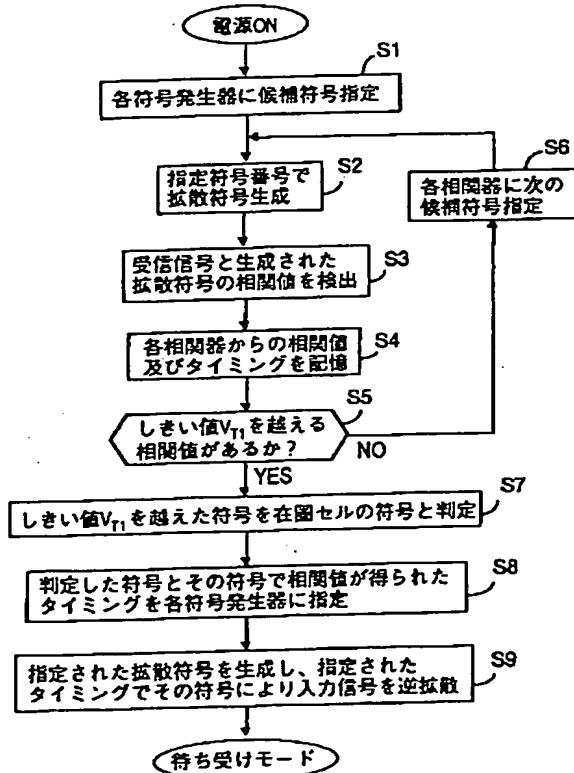 電源ON
S1
各符号発生器に候補符号指定
S2
指定符号番号で
拡散符号生成
S6
各相関器に次の
候補符号指定
S3
受信信号と生成された
拡散符号の相関値を検出
S4
各相関器からの相関値
及びタイミングを記憶
S5
しきい値VT1を越える
相関値があるか?
NO
YES
S7
しきい値VT1を越えた符号を在圏セルの符号と判定
S8
判定した符号とその符号で相関値が得られた
タイミングを各符号発生器に指定
S9
指定された拡散符号を生成し、指定された
タイミングでその符号により入力信号を逆拡散
待ち受けモード